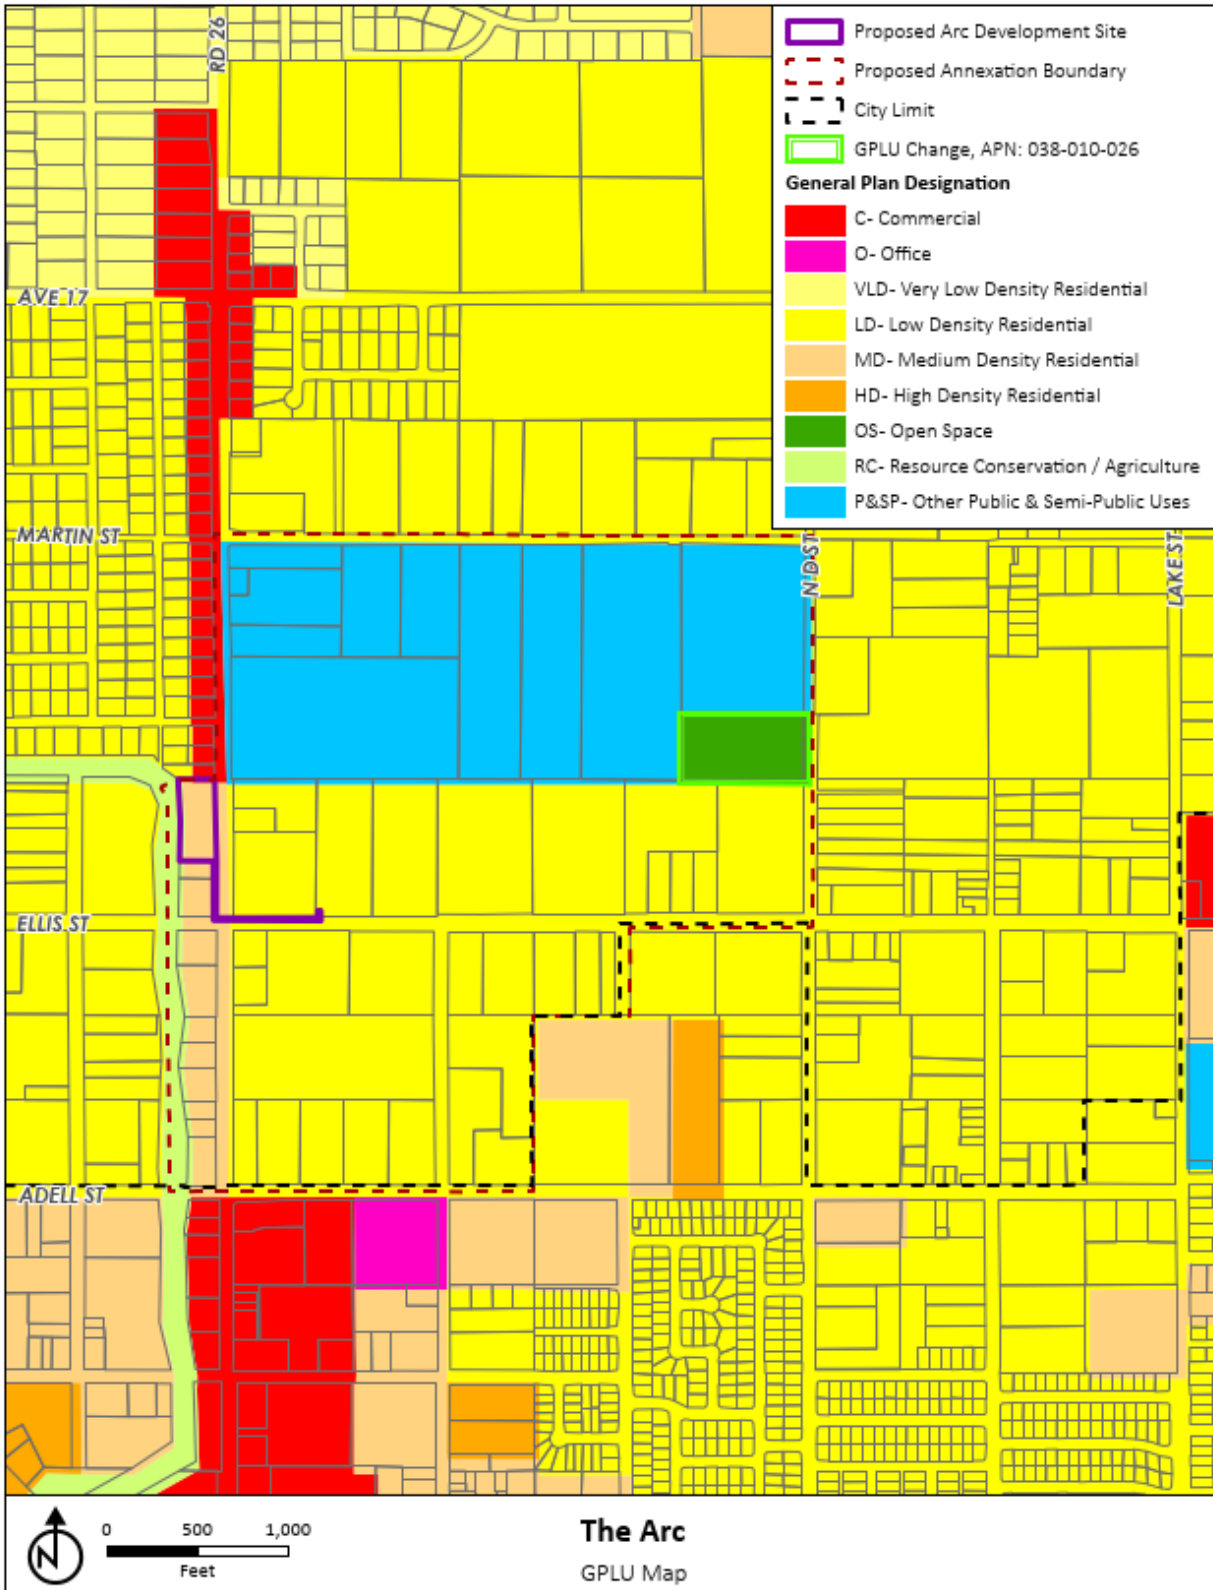 RD 26
Proposed Arc Development Site
Proposed Annexation Boundary
City Limit
GPLU Change, APN: 038-010-026
General Plan Designation
C- Commercial
O- Office
VLD- Very Low Density Residential
LD- Low Density Residential
MD- Medium Density Residential
HD- High Density Residential
OS- Open Space
RC- Resource Conservation / Agriculture
P&SP- Other Public & Semi-Public Uses
AVE 17
MARTIN ST
N D ST
LAKE ST
ELLIS ST
ADELL ST
N
0 500 1,000
Feet
The Arc
GPLU Map